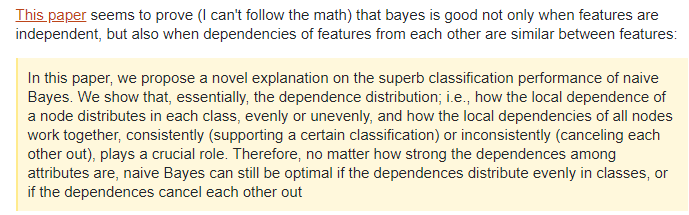 This paper seems to prove (I can't follow the math) that bayes is good not only when features are
independent, but also when dependencies of features from each other are similar between features:
In this paper, we propose a novel explanation on the superb classification performance of naive
Bayes. We show that, essentially, the dependence distribution; i.e., how the local dependence of
a node distributes in each class, evenly or unevenly, and how the local dependencies of all nodes
work together, consistently (supporting a certain classification) or inconsistently (canceling each
other out), plays a crucial role. Therefore, no matter how strong the dependences among
attributes are, naive Bayes can still be optimal if the dependences distribute evenly in classes, or
if the dependences cancel each other out